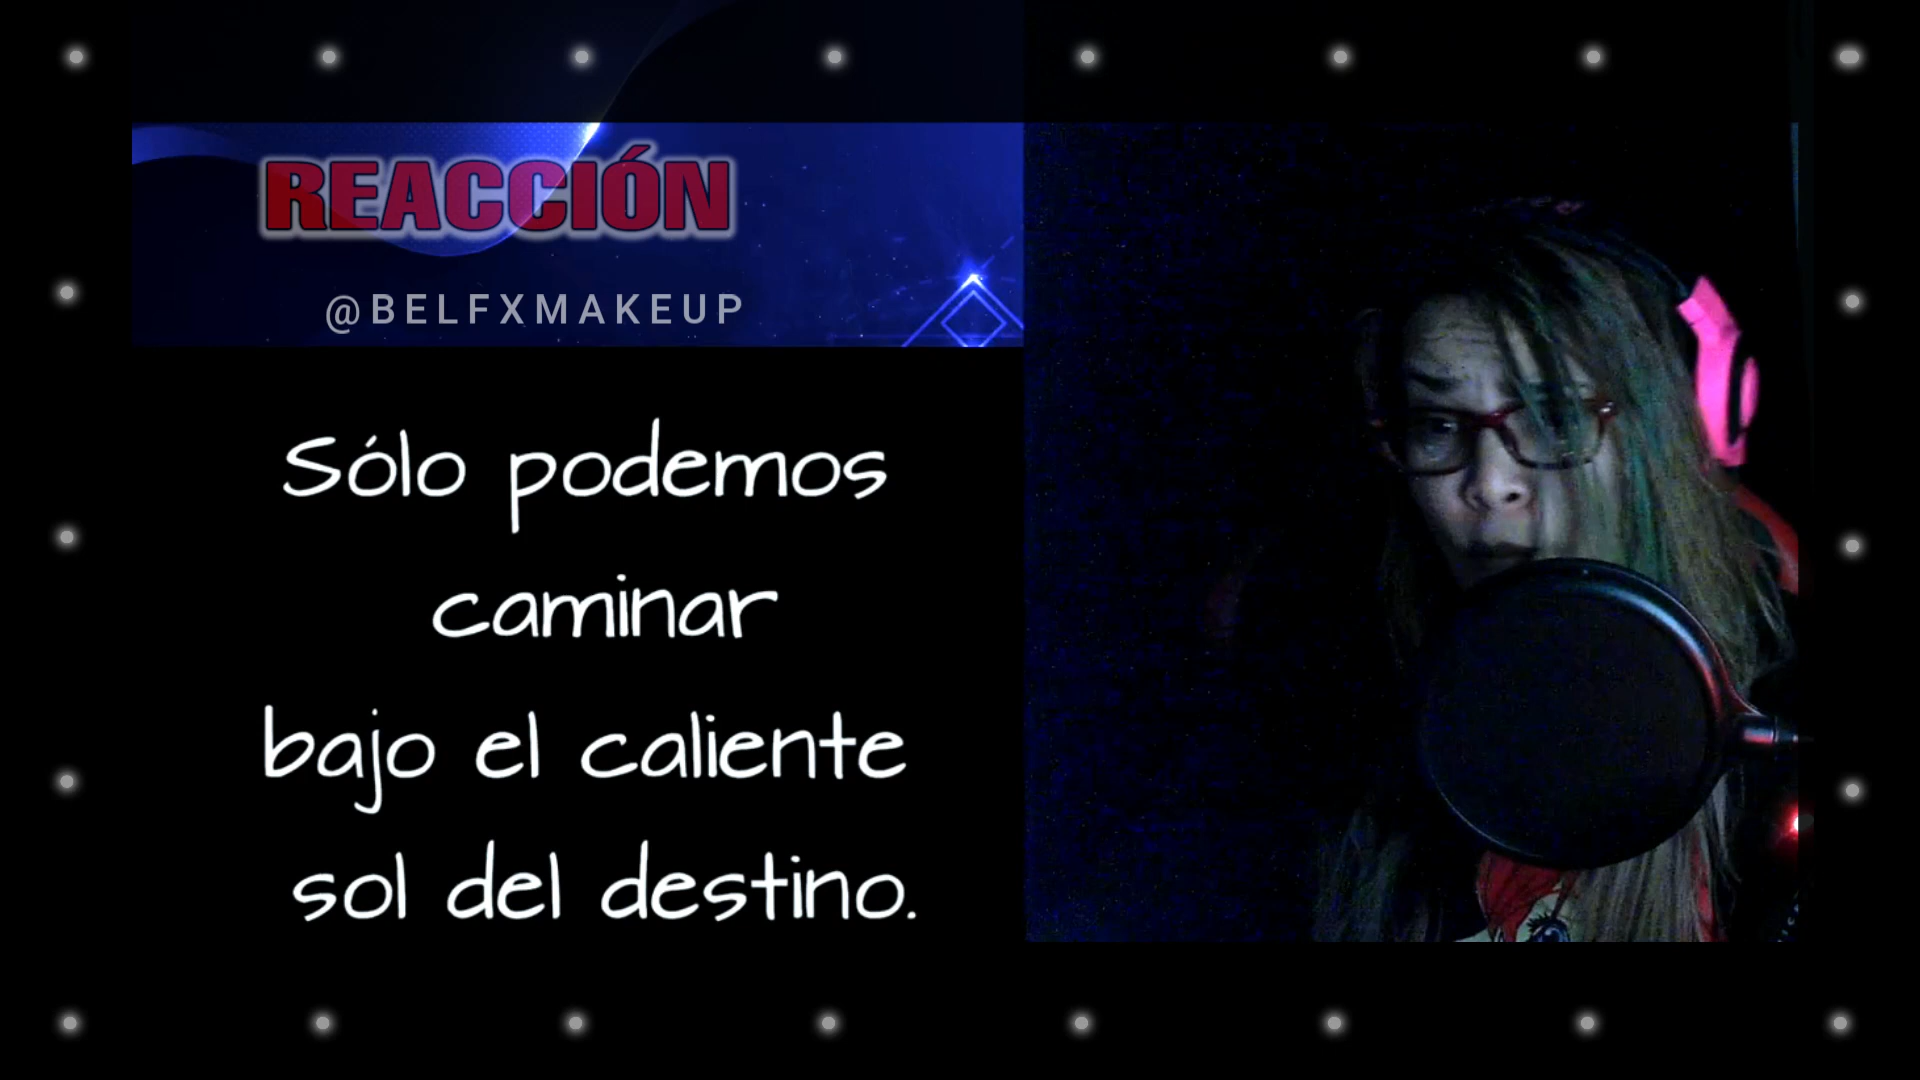 REACCIÓN
@BELFXMAKEUP
Sólo podemos
caminar
bajo el caliente
sol del destino.